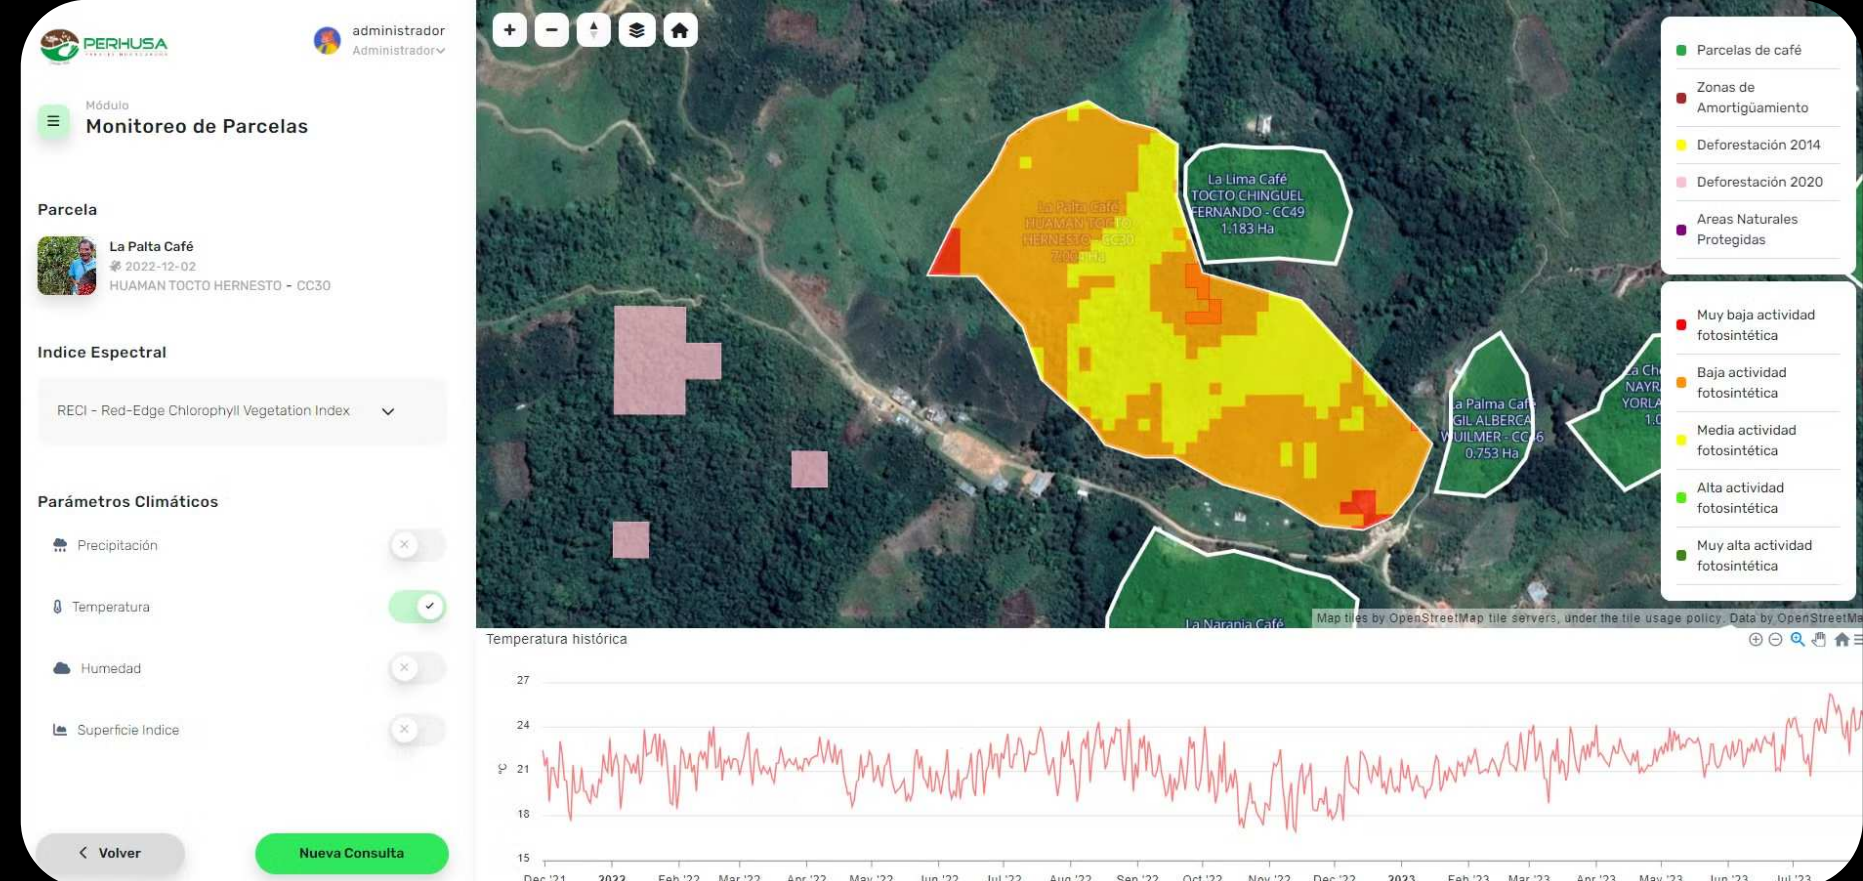 PERHUSA
administrador
Administrador
Módulo
Monitoreo de Parcelas
Parcela
La Palta Café
2022-12-02
HUAMAN TOCTO HERNESTO - CC30
Indice Espectral
RECI - Red-Edge Chlorophyll Vegetation Index
Parámetros Climáticos
Precipitación
Temperatura
Humedad
Superficie Indice
Volver
Nueva Consulta
La Palta Café
HUAMAN TOCTO
HERNESTO - CC30
La Lima Café
TOCTO CHINGUEL
FERNANDO - CC49
1.183 Ha
a Palma Caf
GIL ALBERCA
WUILMER - CC
0.753 Ha
La Naranja Café
Parcelas de café
Zonas de
Amortigüamiento
Deforestación 2014
Deforestación 2020
Areas Naturales
Protegidas
Muy baja actividad
fotosintética
Baja actividad
fotosintética
Media actividad
fotosintética
Alta actividad
fotosintética
Muy alta actividad
fotosintética
Map tiles by OpenStreetMap tile servers, under the tile usage policy. Data by OpenStreetMa
Temperatura histórica
27
24
°C
21
18
15
Dec '21
2022
Feb '22
Mar '22
Apr '22
May '22
Jun '22
Jul '22
Aug '22
Sep '22
Oct '22
Nov '22
Dec '22
2023
Feb '23
Mar '23
Apr '23
May '23
Jun '23
Jul '23